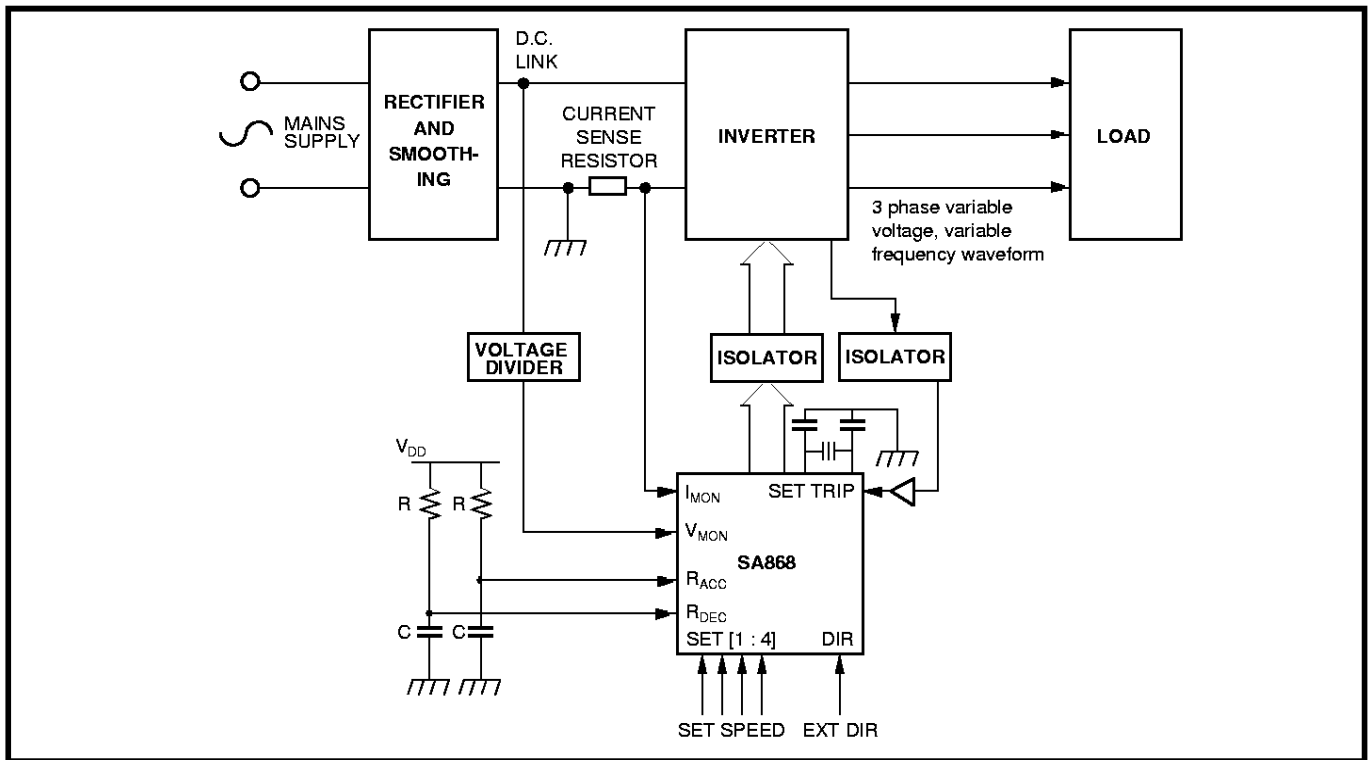 D.C.
LINK
RECTIFIER
AND
SMOOTH-
ING
MAINS
SUPPLY
CURRENT
SENSE
RESISTOR
INVERTER
LOAD
3 phase variable
voltage, variable
frequency waveform
VOLTAGE
DIVIDER
ISOLATOR
ISOLATOR
VDD
R
R
C
C
IMON
SET TRIP
VMON
SA868
RACC
RDEC
SET [1 : 4]
DIR
SET SPEED
EXT DIR